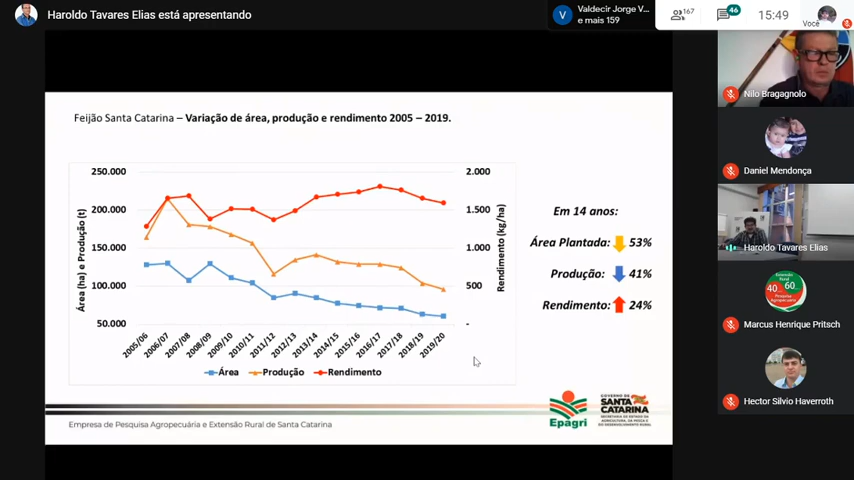 Haroldo Tavares Elias está apresentando
V
Valdecir Jorge V...
e mais 159
167
46
15:49
Você
Nilo Bragagnolo
Daniel Mendonça
Haroldo Tavares Elias
40
60
Marcus Henrique Pritsch
Hector Silvio Haverroth
Feijão Santa Catarina – Variação de área, produção e rendimento 2005 – 2019.
Área (ha) e Produção (t)
250.000
200.000
150.000
100.000
50.000
2.000
1.500
1.000
500
-
Rendimento (kg/ha)
2005/06
2006/07
2007/08
2008/09
2009/10
2010/11
2011/12
2012/13
2013/14
2014/15
2015/16
2016/17
2017/18
2018/19
2019/20
Área
Produção
Rendimento
Em 14 anos:
Área Plantada: 53%
Produção: 41%
Rendimento: 24%
Epagri
GOVERNO DE
SANTA
CATARINA
Empresa de Pesquisa Agropecuária e Extensão Rural de Santa Catarina